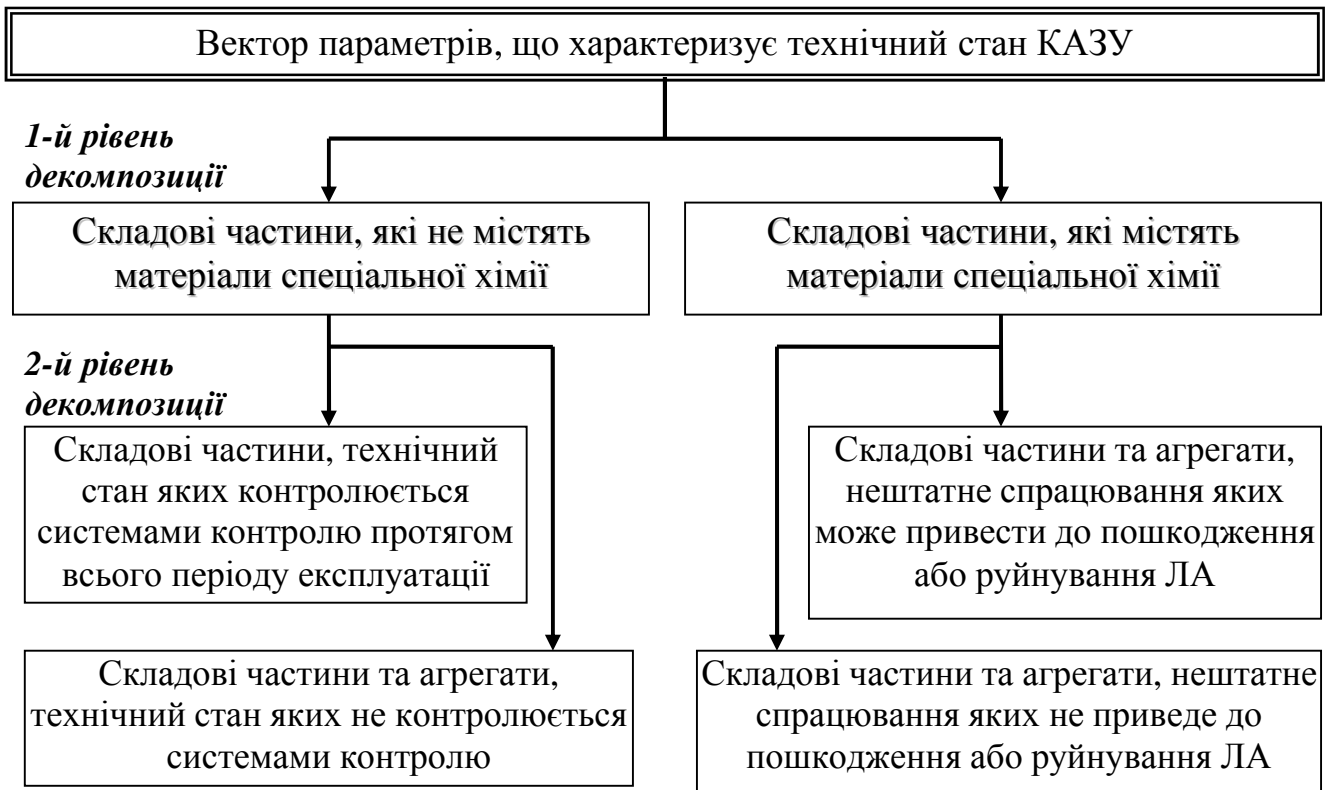 Вектор параметрів, що характеризує технічний стан КАЗУ
1-й рівень
декомпозиції
Складові частини, які не містять
матеріали спеціальної хімії
Складові частини, які містять
матеріали спеціальної хімії
2-й рівень
декомпозиції
Складові частини, технічний
стан яких контролюється
системами контролю протягом
всього періоду експлуатації
Складові частини та агрегати,
нештатне спрацювання яких
може привести до пошкодження
або руйнування ЛА
Складові частини та агрегати,
технічний стан яких не контролюється
системами контролю
Складові частини та агрегати, нештатне
спрацювання яких не приведе до
пошкодження або руйнування ЛА